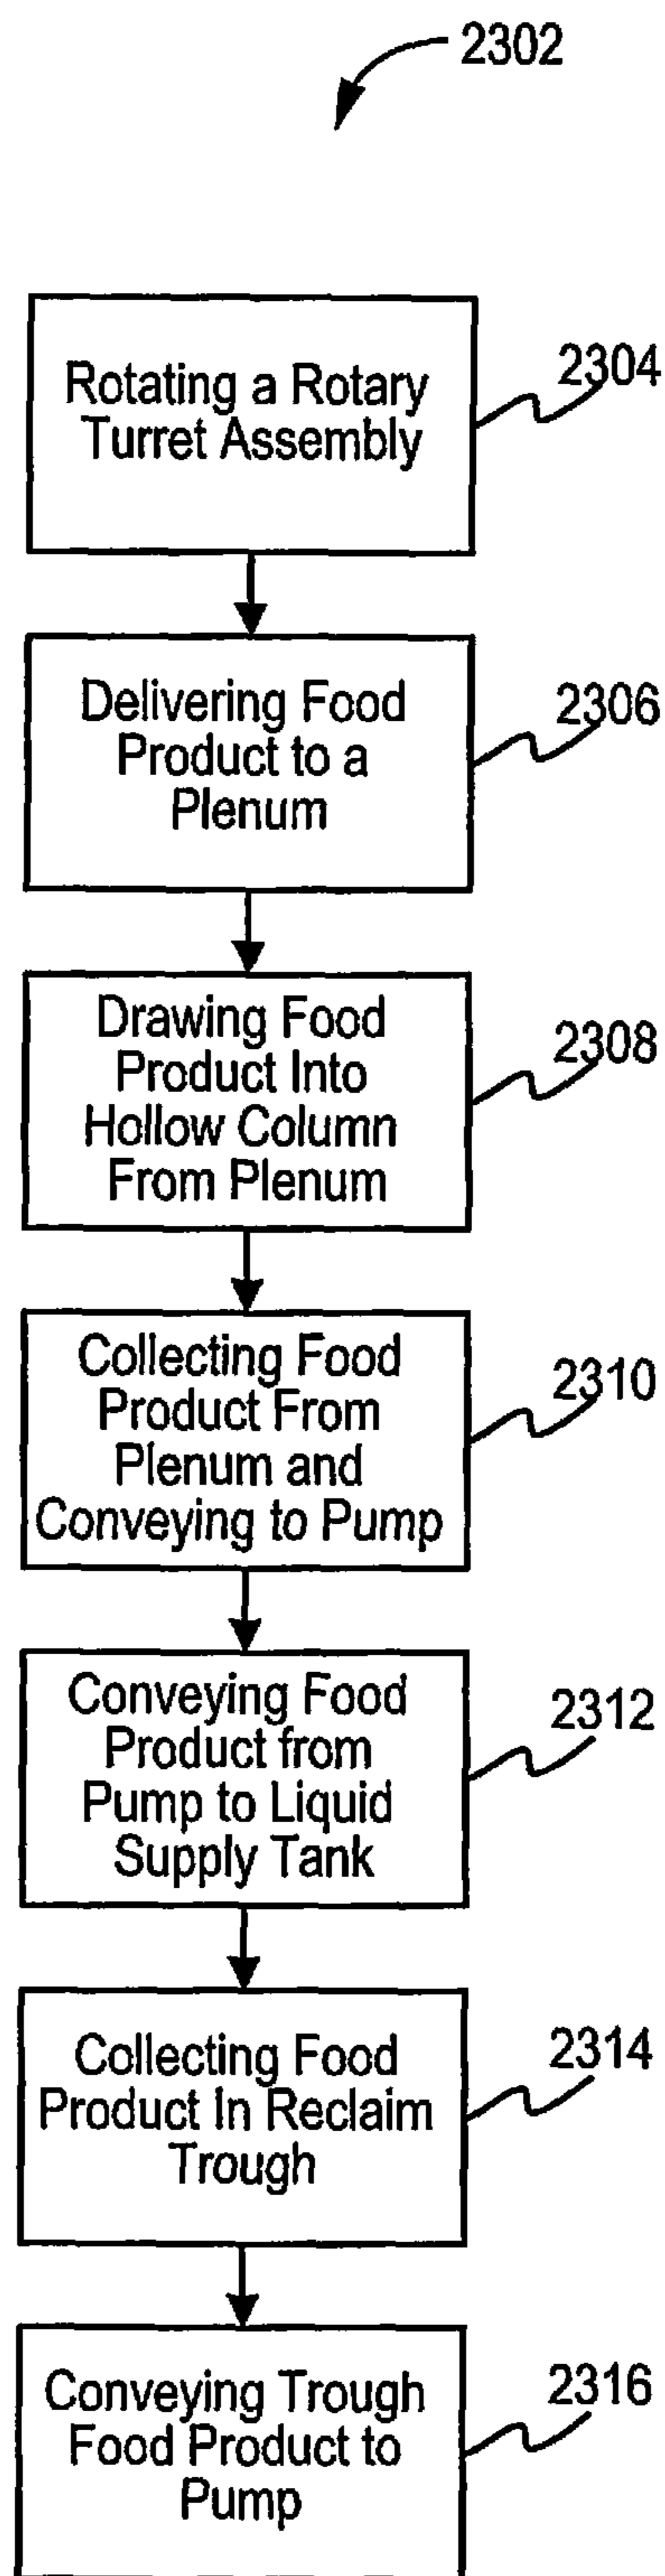 2302
Rotating a Rotary
Turret Assembly
2304
Delivering Food
Product to a
Plenum
2306
Drawing Food
Product Into
Hollow Column
From Plenum
2308
Collecting Food
Product From
Plenum and
Conveying to Pump
2310
Conveying Food
Product from
Pump to Liquid
Supply Tank
2312
Collecting Food
Product In Reclaim
Trough
2314
Conveying Trough
Food Product to
Pump
2316